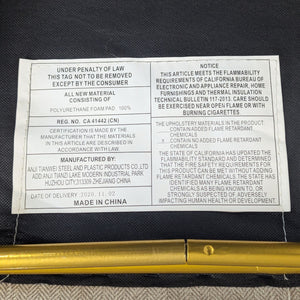 UNDER PENALTY OF LAW
THIS TAG NOT TO BE REMOVED
EXCEPT BY THE CONSUMER
ALL NEW MATERIAL
CONSISTING OF
POLYURETHANE FOAM PAD 100%
REG. NO. CA 41442 (CN)
CERTIFICATION IS MADE BY THE
MANUFACTURER THAT THE MATERIALS
IN THIS ARTICLE ARE DESCRIBED IN
ACCORDANCE WITH LAW.
MANUFACTURED BY:
ANJI TIANWEI STEEL AND PLASTIC PRODUCTS CO.,LTD
ADD:ANJI TIANZI LAKE MODERN INDUSTRIAL PARK
HUZHOU CITY,313309 ZHEJIANG CHINA
DATE OF DELIVERY: 2020.11.02
MADE IN CHINA
NOTICE
THIS ARTICLE MEETS THE FLAMMABILITY
REQUIREMENTS OF CALIFORNIA BUREAU OF
ELECTRONIC AND APPLIANCE REPAIR, HOME
FURNISHINGS AND THERMAL INSULATION
TECHNICAL BULLETIN 117-2013. CARE SHOULD
BE EXERCISED NEAR OPEN FLAME OR WITH
BURNING CIGARETTES
THE UPHOLSTERY MATERIALS IN THE PRODUCT:
CONTAIN ADDED FLAME RETARDANT
CHEMICALS
X CONTAIN NO ADDED FLAME RETARDANT
CHEMICALS
THE STATE OF CALIFORNIA HAS UPDATED THE
FLAMMABILITY STANDARD AND DETERMINED
THAT THE FIRE SAFETY REQUIREMENTS FOR
THIS PRODUCT CAN BE MET WITHOUT ADDING
FLAME RETARDANT CHEMICALS. THE STATE HAS
IDENTIFIED MANY FLAME RETARDANT
CHEMICALS AS BEING KNOWN TO, OR
STRONGLY SUSPECTED OF, ADVERSELY
IMPACTING HUMAN HEALTH OR DEVELOPMENT.